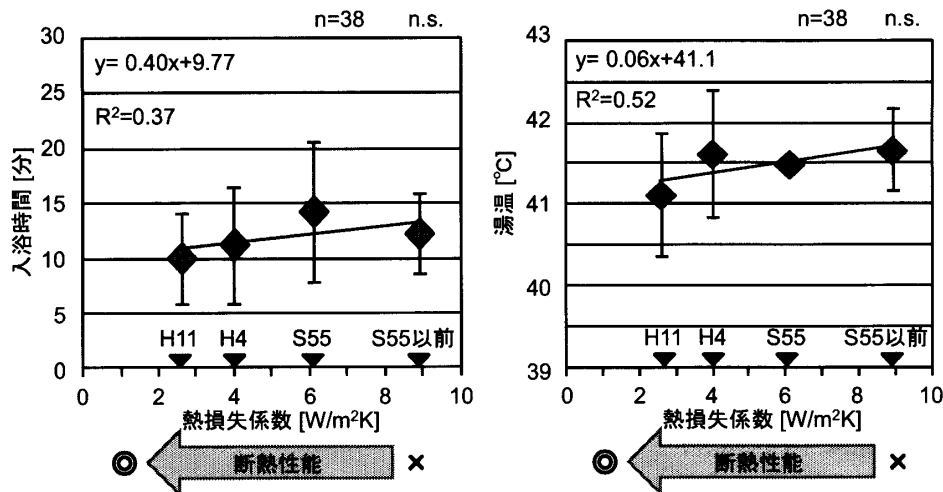 n=38 n.s.
y= 0.40x+9.77
R²=0.37
入浴時間 [分]
30
25
20
15
10
5
0
H11 H4 S55 S55以前
0 2 4 6 8 10
熱損失係数 [W/m²K]
◎ 断熱性能 ×
n=38 n.s.
y= 0.06x+41.1
R²=0.52
湯温 [℃]
43
42
41
40
39
H11 H4 S55 S55以前
0 2 4 6 8 10
熱損失係数 [W/m²K]
◎ 断熱性能 ×